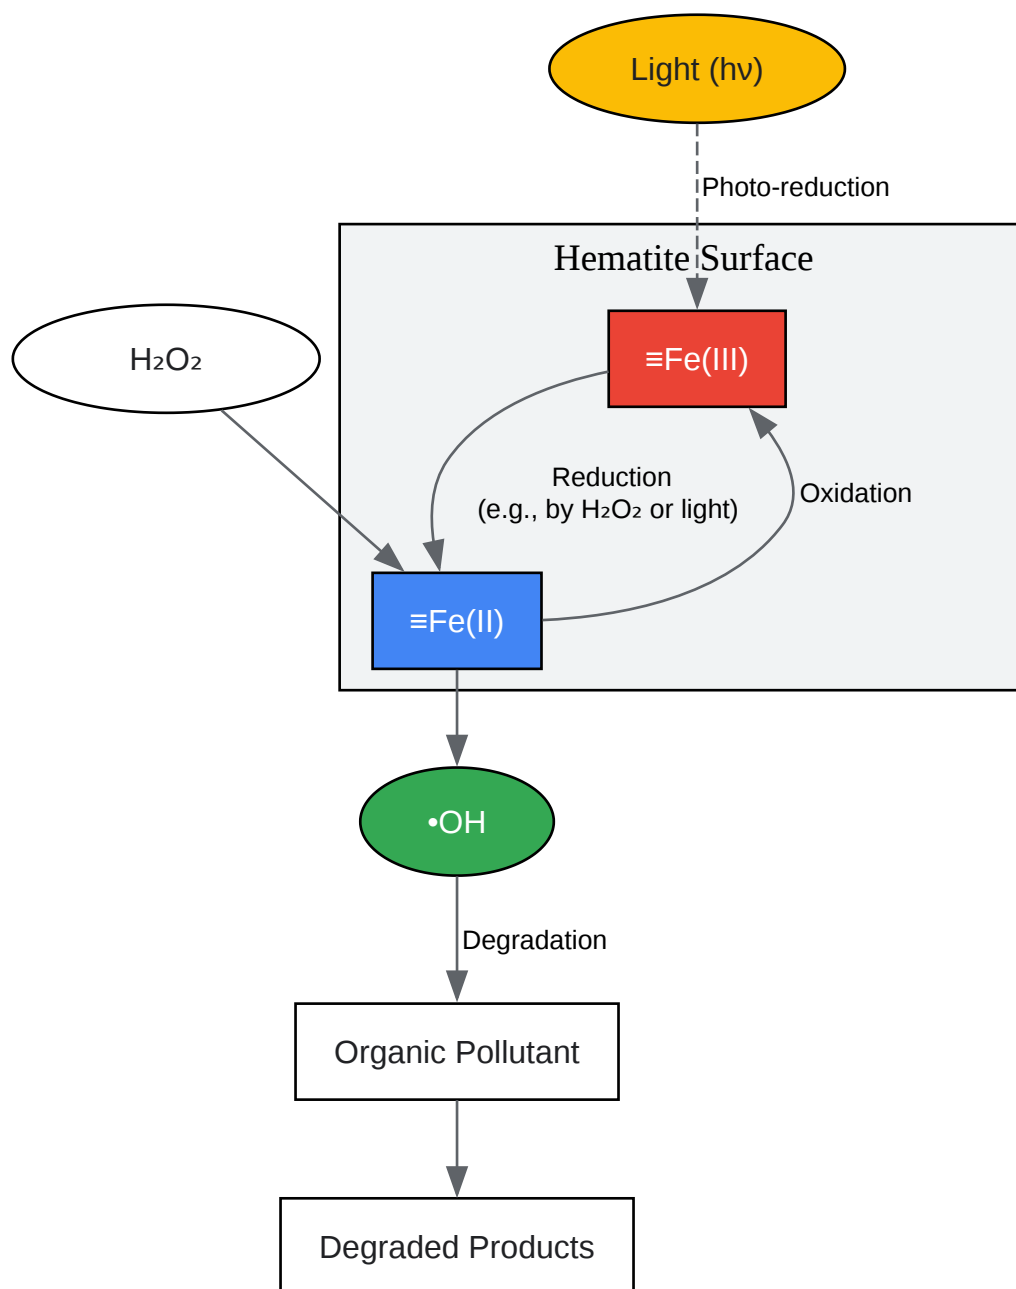 Light (hν)
Photo-reduction
Hematite Surface
H₂O₂
≡Fe(III)
Reduction
(e.g., by H₂O₂ or light)
Oxidation
≡Fe(II)
•OH
Degradation
Organic Pollutant
Degraded Products